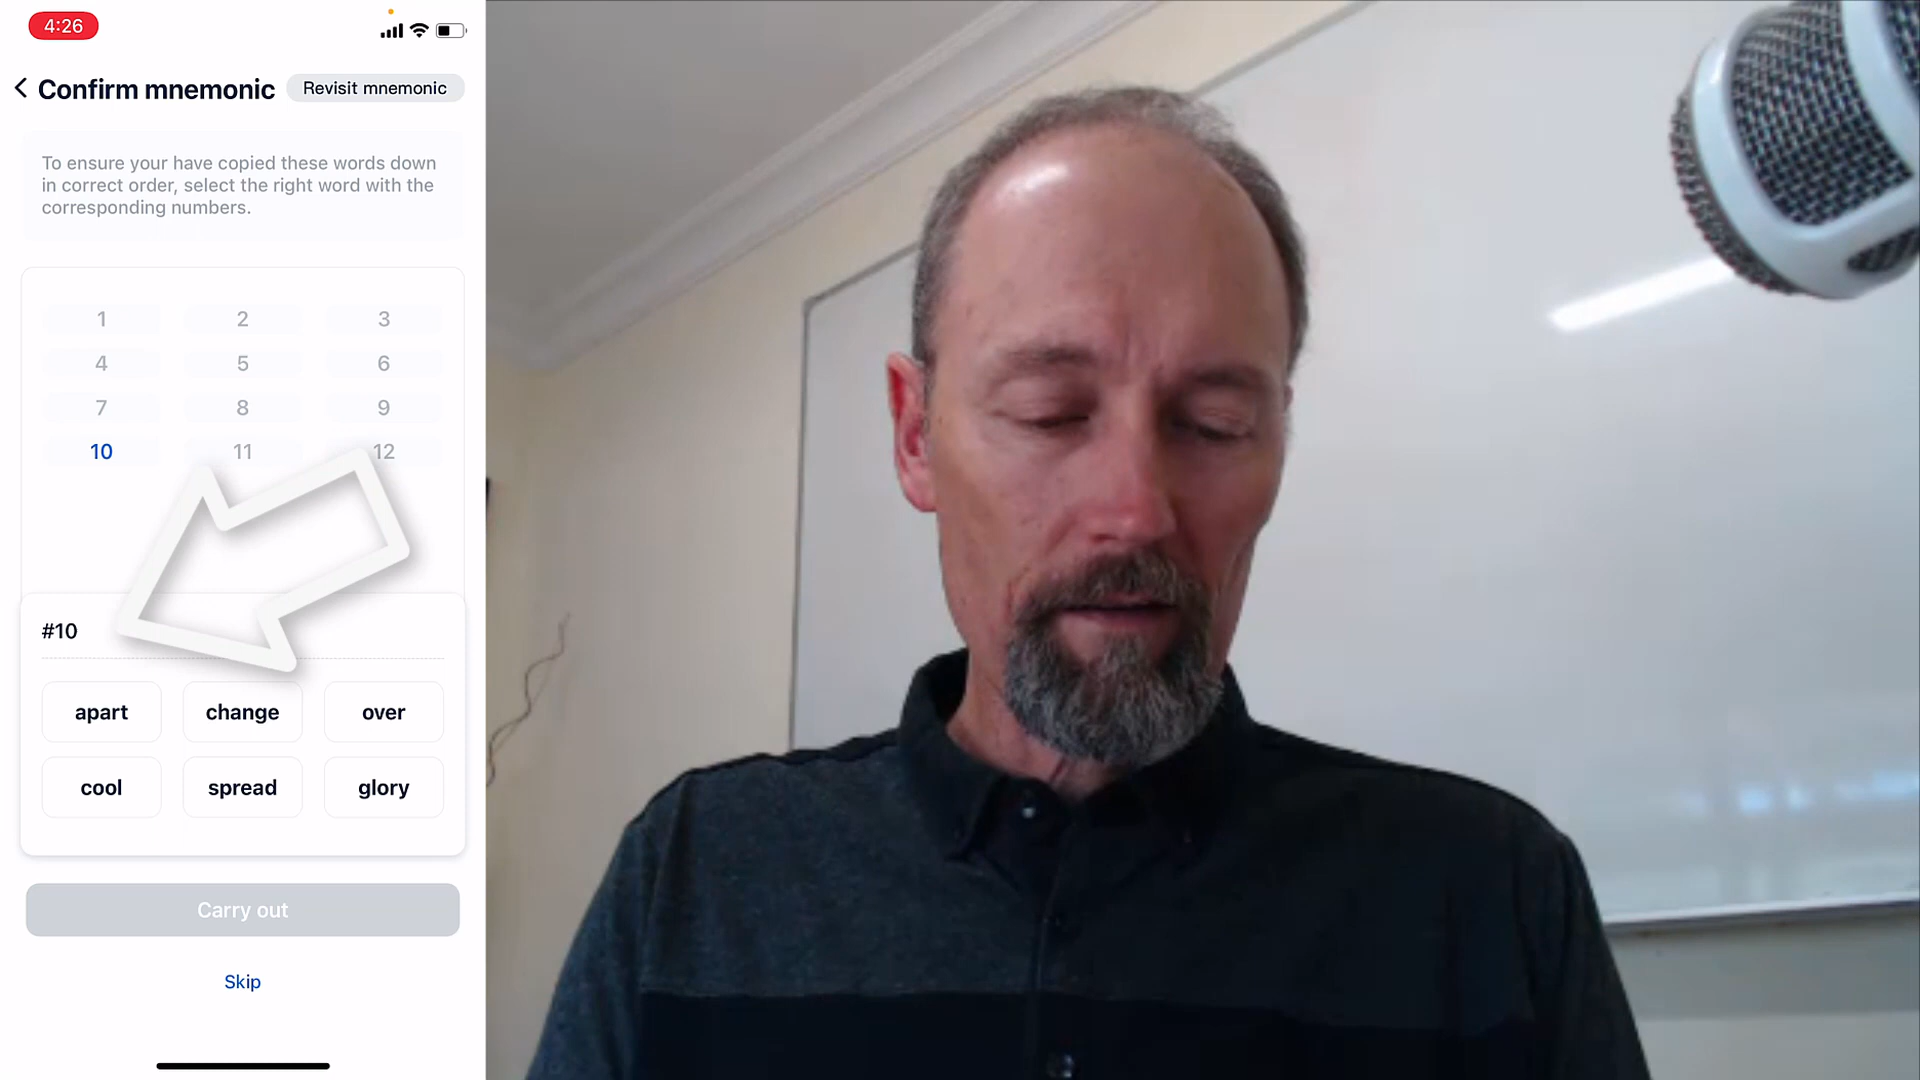 4:26
Confirm mnemonic Revisit mnemonic
To ensure your have copied these words down
in correct order, select the right word with the
corresponding numbers.
1 2 3
4 5 6
7 8 9
10 11 12
#10
apart change over
cool spread glory
Carry out
Skip